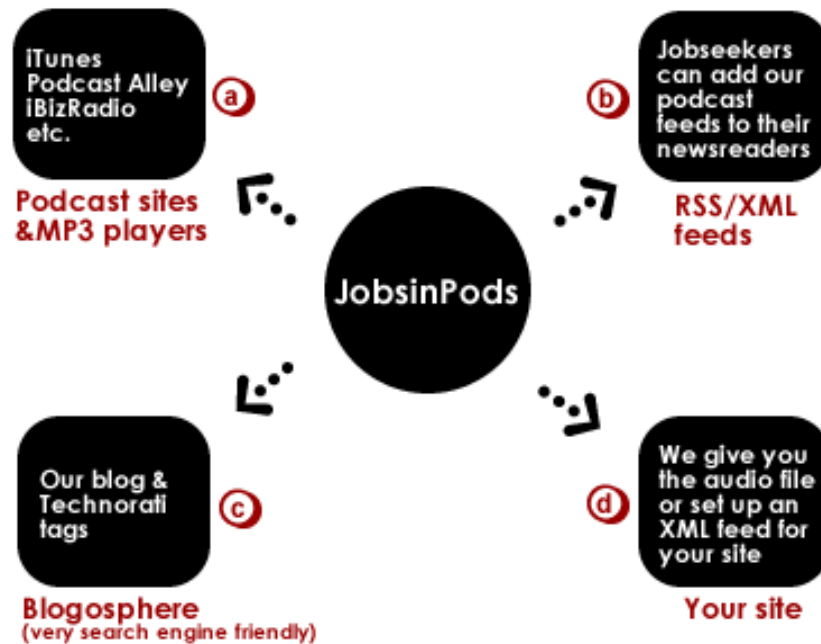 iTunes
Podcast Alley
iBizRadio
etc.
a
Podcast sites
&MP3 players
b
Jobseekers
can add our
podcast
feeds to their
newsreaders
RSS/XML
feeds
JobsinPods
Our blog &
Technorati
tags
c
Blogosphere
(very search engine friendly)
d
We give you
the audio file
or set up an
XML feed for
your site
Your site